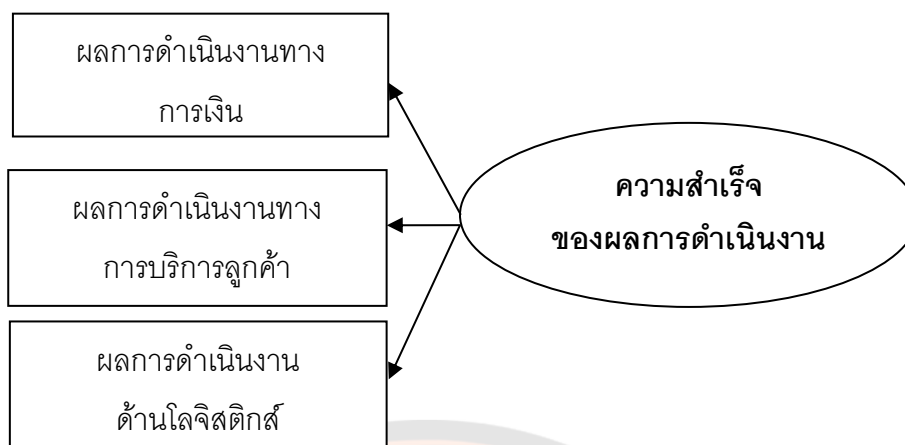 ผลการดำเนินงานทาง
การเงิน
ผลการดำเนินงานทาง
การบริการลูกค้า
ผลการดำเนินงาน
ด้านโลจิสติกส์
ความสำเร็จ
ของผลการดำเนินงาน